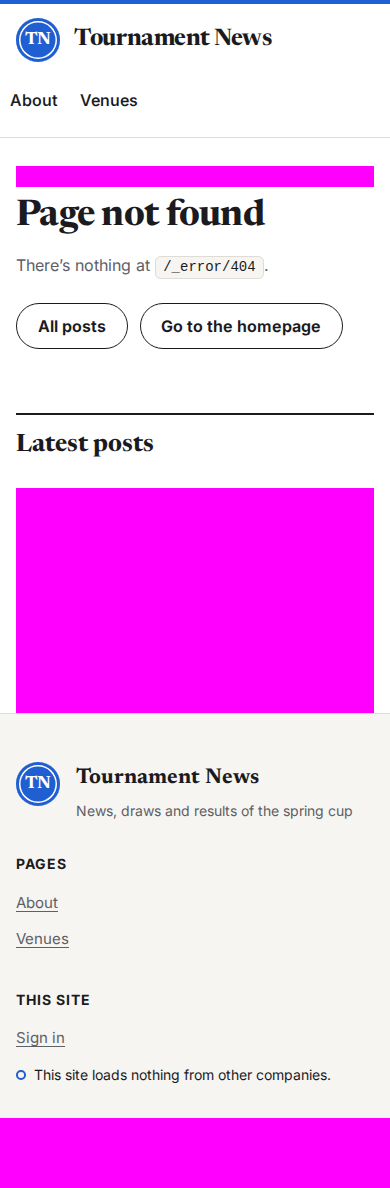 TN
Tournament News
About
Venues
Page not found
There’s nothing at /_error/404.
All posts
Go to the homepage
Latest posts
TN
Tournament News
News, draws and results of the spring cup
PAGES
About
Venues
THIS SITE
Sign in
This site loads nothing from other companies.